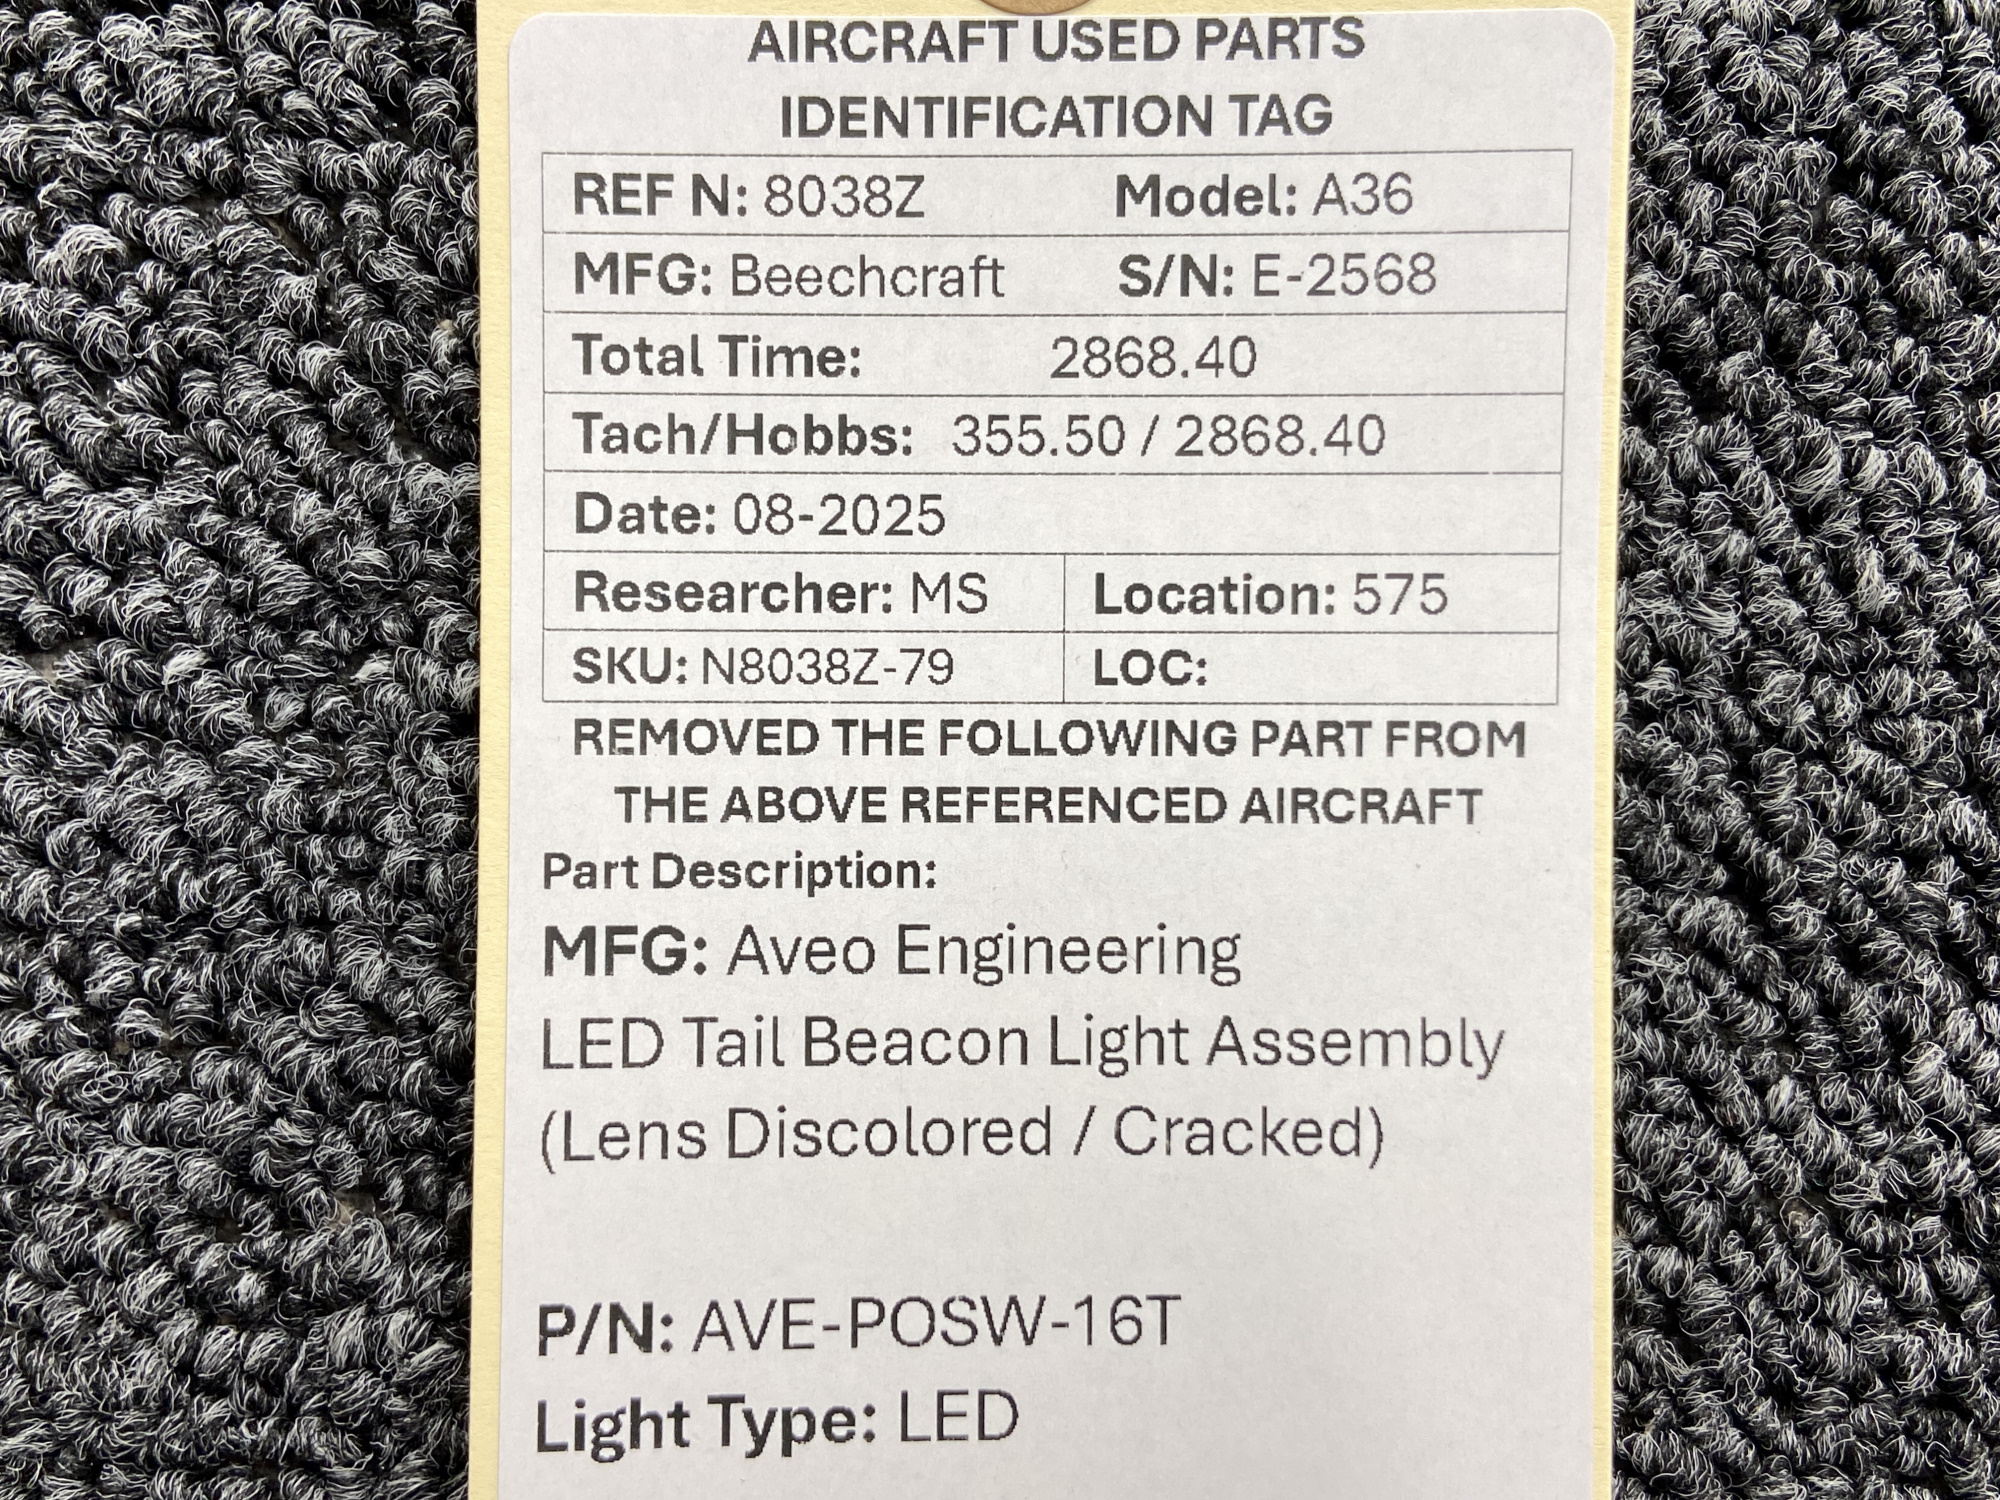 AIRCRAFT USED PARTS
IDENTIFICATION TAG
REF N: 8038Z Model: A36
MFG: Beechcraft S/N: E-2568
Total Time: 2868.40
Tach/Hobbs: 355.50 / 2868.40
Date: 08-2025
Researcher: MS Location: 575
SKU: N8038Z-79 LOC:
REMOVED THE FOLLOWING PART FROM
THE ABOVE REFERENCED AIRCRAFT
Part Description:
MFG: Aveo Engineering
LED Tail Beacon Light Assembly
(Lens Discolored / Cracked)
P/N: AVE-POSW-16T
Light Type: LED